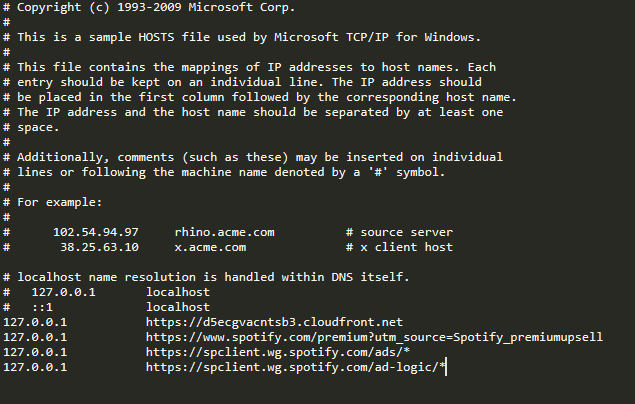 # Copyright (c) 1993-2009 Microsoft Corp.
#
# This is a sample HOSTS file used by Microsoft TCP/IP for Windows.
#
# This file contains the mappings of IP addresses to host names. Each
# entry should be kept on an individual line. The IP address should
# be placed in the first column followed by the corresponding host name.
# The IP address and the host name should be separated by at least one
# space.
#
# Additionally, comments (such as these) may be inserted on individual
# lines or following the machine name denoted by a '#' symbol.
#
# For example:
#
#      102.54.94.97     rhino.acme.com          # source server
#       38.25.63.10     x.acme.com              # x client host

# localhost name resolution is handled within DNS itself.
#   127.0.0.1       localhost
#   ::1             localhost
127.0.0.1           https://d5ecgvacntsb3.cloudfront.net
127.0.0.1           https://www.spotify.com/premium?utm_source=Spotify_premiumupsell
127.0.0.1           https://spclient.wg.spotify.com/ads/*
127.0.0.1           https://spclient.wg.spotify.com/ad-logic/*